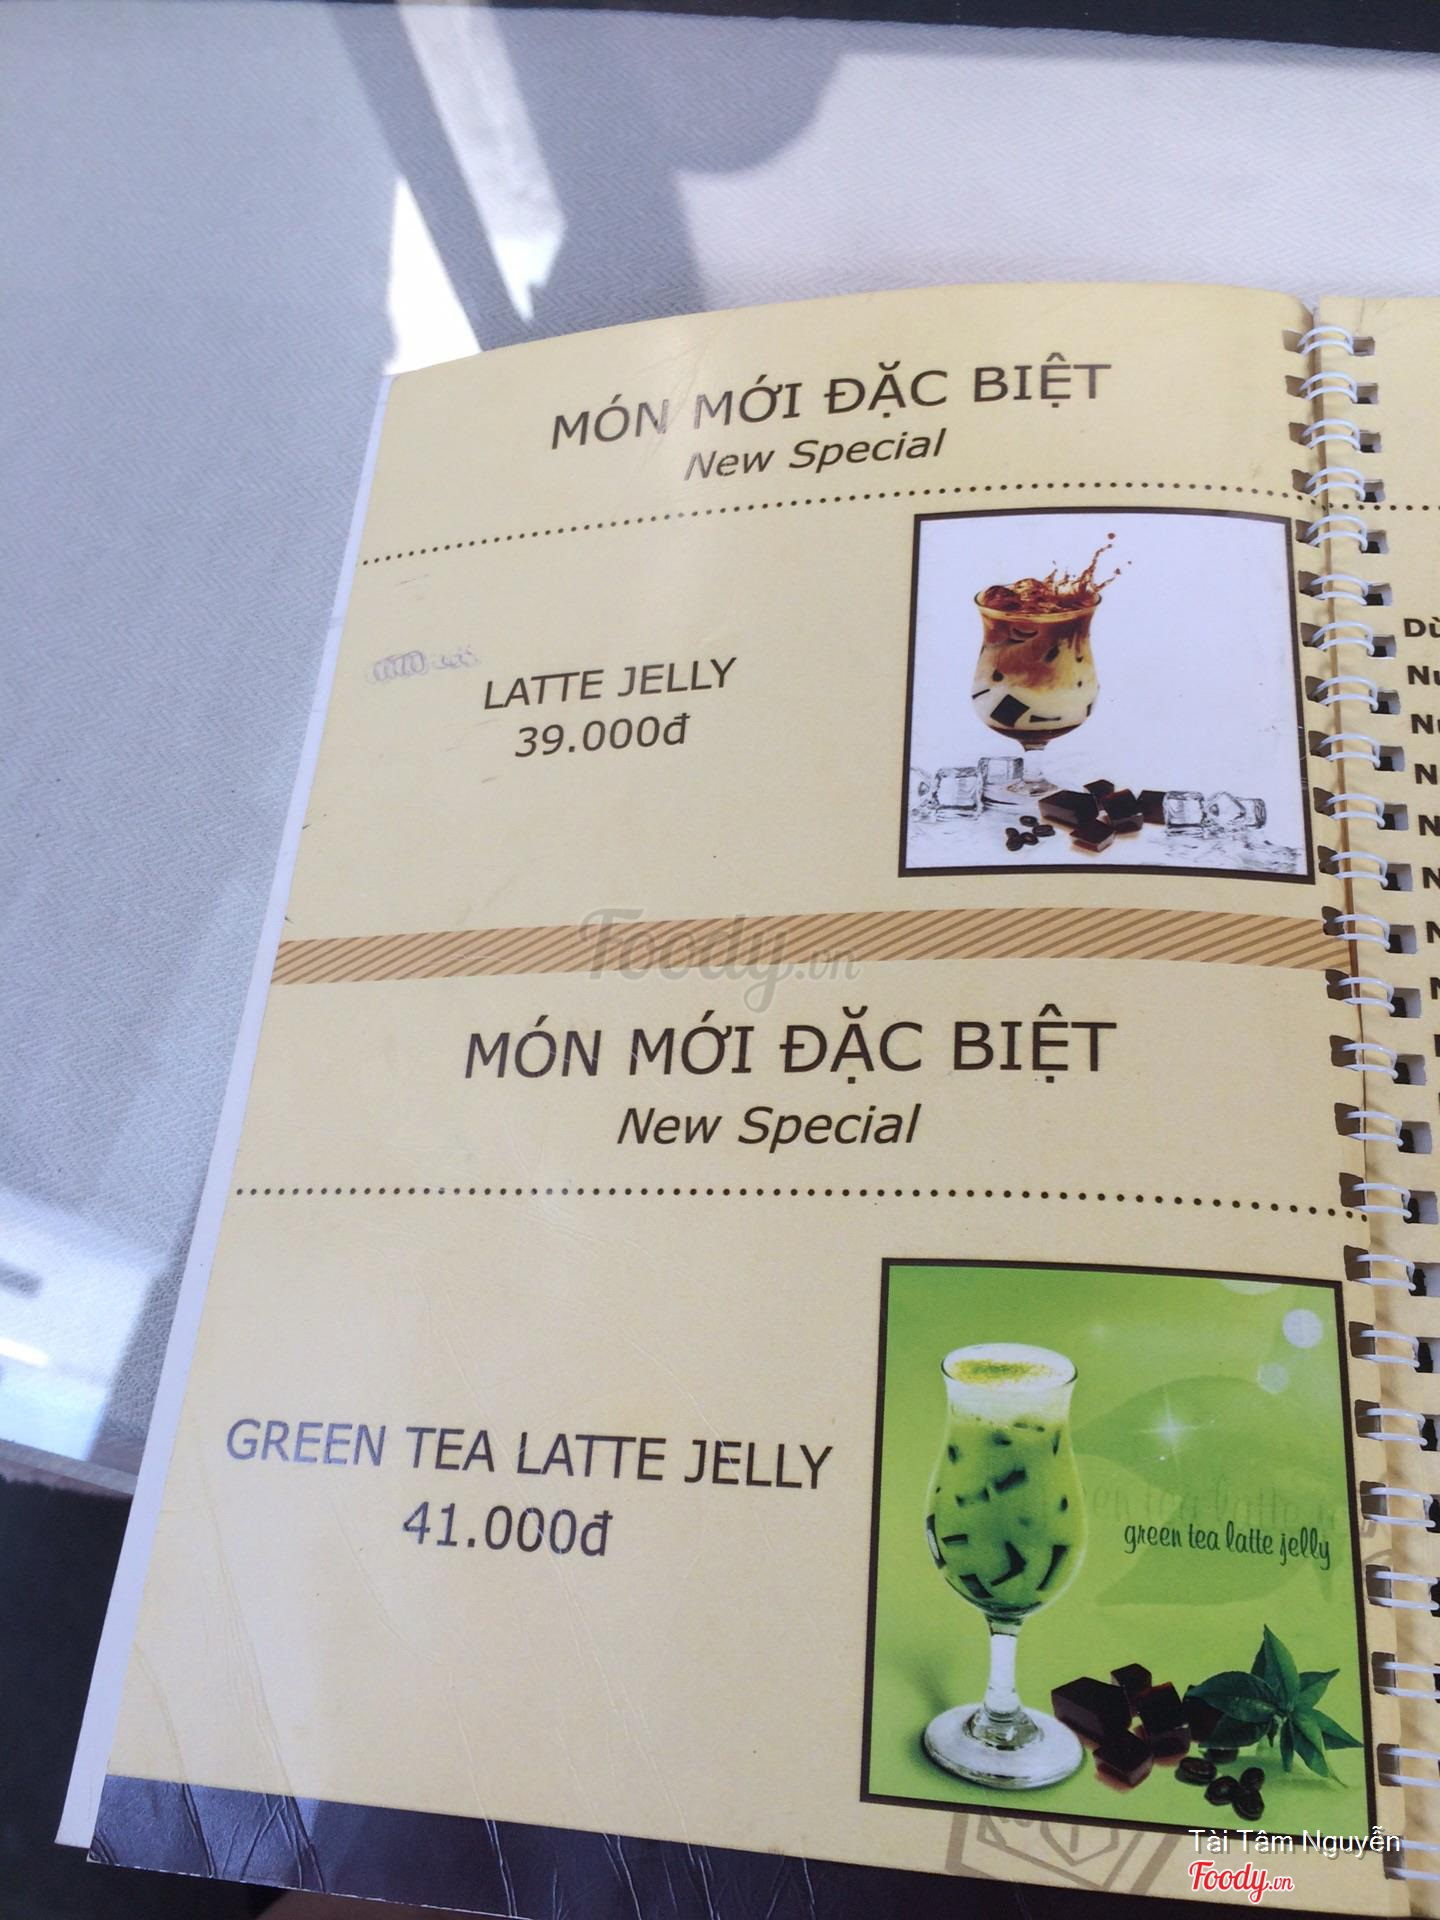 MÓN MỚI ĐẶC BIỆT
New Special
LATTE JELLY
39.000đ
Foody.vn
MÓN MỚI ĐẶC BIỆT
New Special
GREEN TEA LATTE JELLY
41.000đ
green tea latte jelly
Tài Tâm Nguyễn
Foody.vn